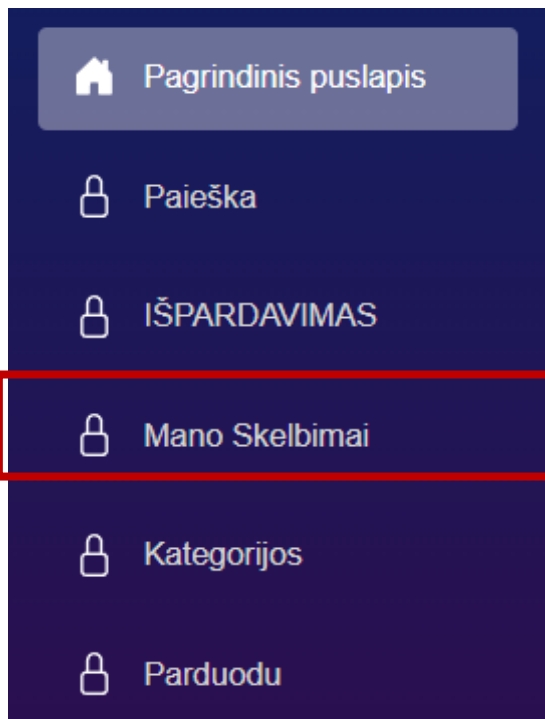 Pagrindinis puslapis
Paieška
IŠPARDAVIMAS
Mano Skelbimai
Kategorijos
Parduodu